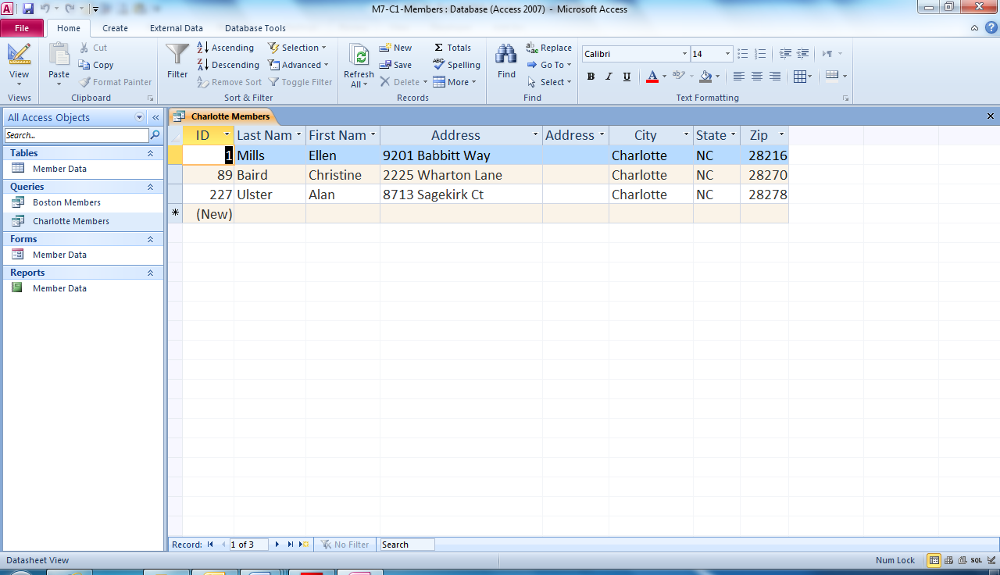 M7-C1-Members : Database (Access 2007) - Microsoft Access
File Home Create External Data Database Tools
View Paste Cut Copy Format Painter Filter Ascending Descending Remove Sort Selection Advanced Toggle Filter Refresh All New Save Delete Totals Spelling More Find Replace Go To Select Calibri 14 B I U
Views Clipboard Sort & Filter Records Find Text Formatting
All Access Objects Charlotte Members
Search...
ID Last Nam First Nam Address Address City State Zip
1 Mills Ellen 9201 Babbitt Way Charlotte NC 28216
89 Baird Christine 2225 Wharton Lane Charlotte NC 28270
227 Ulster Alan 8713 Sagekirk Ct Charlotte NC 28278
* (New)
Tables
Member Data
Queries
Boston Members
Charlotte Members
Forms
Member Data
Reports
Member Data
Record: 1 of 3 No Filter Search
Datasheet View Num Lock SQL